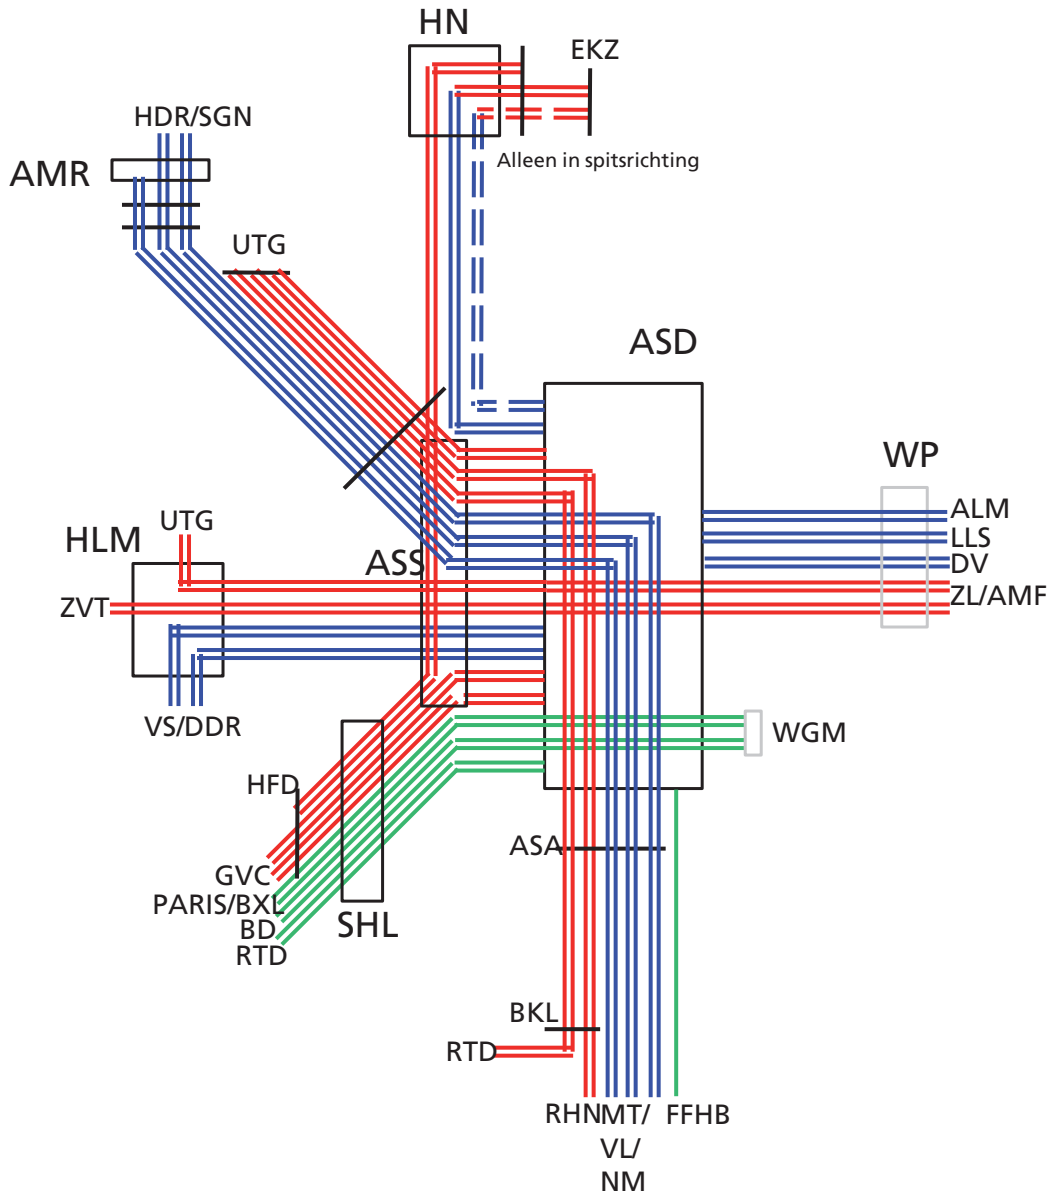 HN
EKZ
HDR/SGN
AMR
Alleen in spitsrichting
UTG
ASD
WP
UTG
ALM
HLM
LLS
ASS
DV
ZVT
ZL/AMF
VS/DDR
WGM
HFD
ASA
GVC
PARIS/BXL
SHL
BD
RTD
BKL
RTD
RHN
MT/
FFHB
VL/
NM